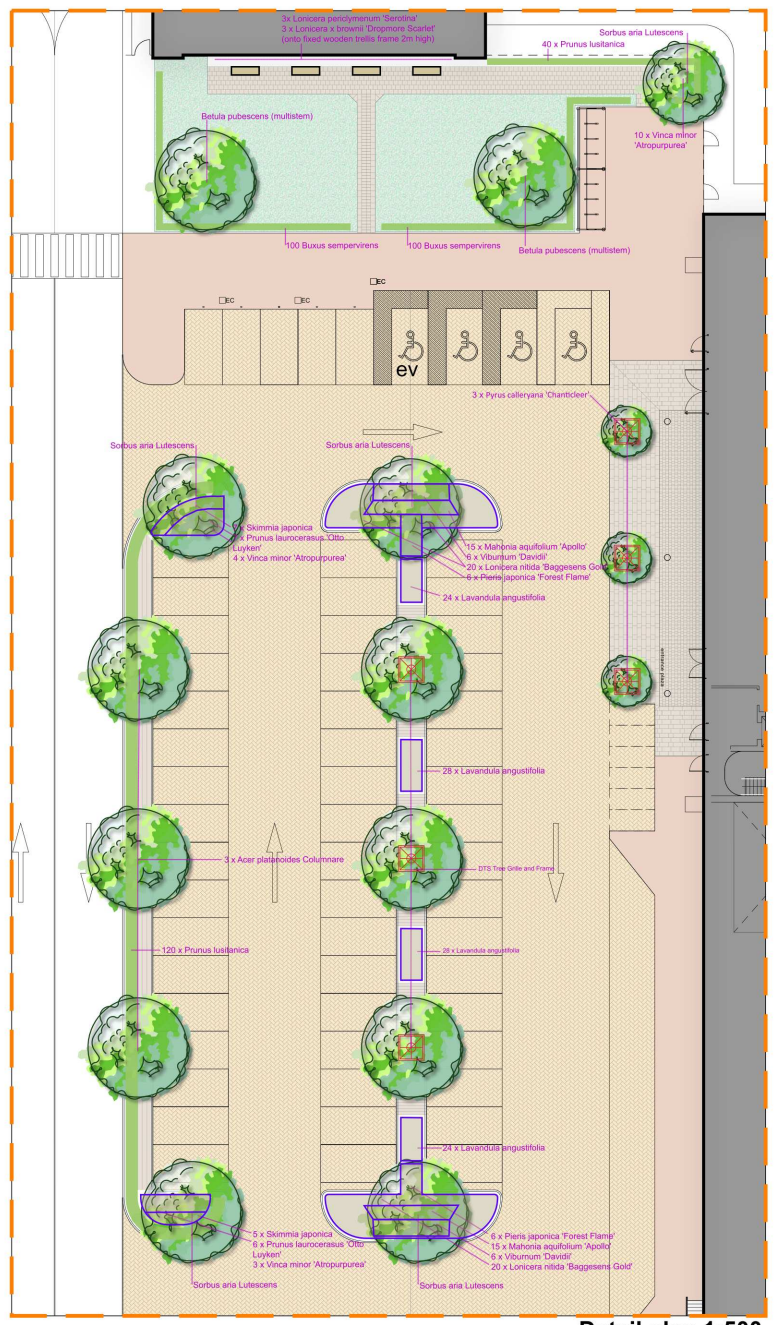 3x Lonicera periclymenum 'Serotina'
3 x Lonicera x brownii 'Dropmore Scarlet'
(onto fixed wooden trellis frame 2m high)
Sorbus aria Lutescens
40 x Prunus lusitanica
Betula pubescens (multistem)
10 x Vinca minor
'Atropurpurea'
100 Buxus sempervirens
100 Buxus sempervirens
Betula pubescens (multistem)
EC
EC
EC
ev
3 x Pyrus calleryana 'Chanticleer'
Sorbus aria Lutescens
Sorbus aria Lutescens
x Skimmia japonica
x Prunus laurocerasus 'Otto
Luyken'
4 x Vinca minor 'Atropurpurea'
15 x Mahonia aquifolium 'Apollo'
6 x Viburnum 'Davidii'
20 x Lonicera nitida 'Baggesens Gold'
6 x Pieris japonica 'Forest Flame'
24 x Lavandula angustifolia
entrance plaza
28 x Lavandula angustifolia
3 x Acer platanoides Columnare
DTS Tree Grille and Frame
120 x Prunus lusitanica
28 x Lavandula angustifolia
24 x Lavandula angustifolia
5 x Skimmia japonica
6 x Prunus laurocerasus 'Otto
Luyken'
3 x Vinca minor 'Atropurpurea'
6 x Pieris japonica 'Forest Flame'
15 x Mahonia aquifolium 'Apollo'
6 x Viburnum 'Davidii'
20 x Lonicera nitida 'Baggesens Gold'
Sorbus aria Lutescens
Sorbus aria Lutescens